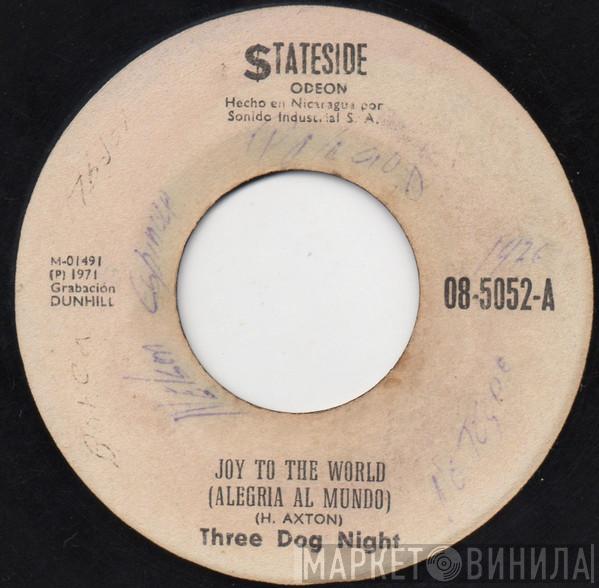 STATESIDE
ODEON
Hecho en Nicaragua por
Sonido Industrial S. A.
M-01491
(P) 1971
Grabación
DUNHILL
08-5052-A
JOY TO THE WORLD
(ALEGRIA AL MUNDO)
(H. AXTON)
Three Dog Night
МАРКЕТ ВИНИЛА